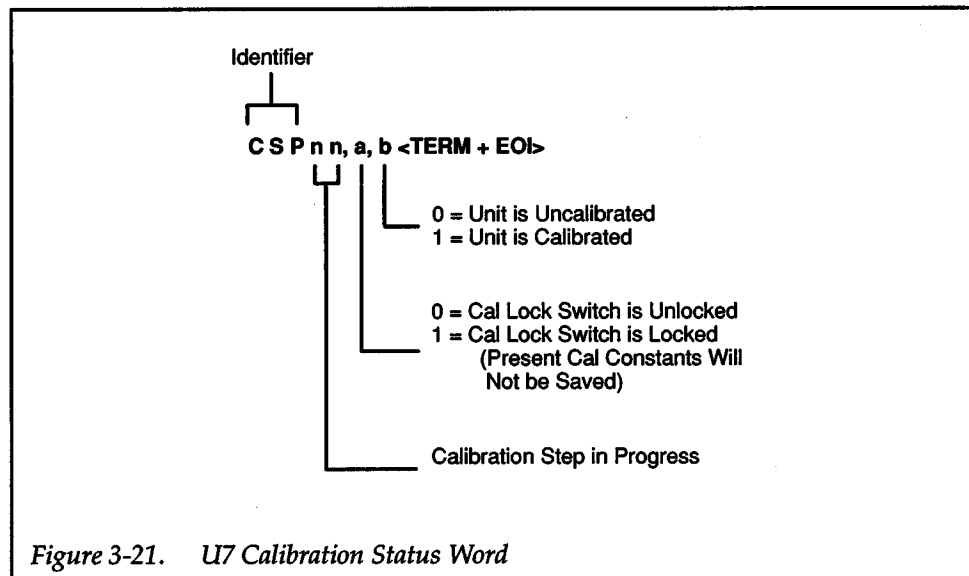 Identifier
C S P n n, a, b <TERM + EOI>
0 = Unit is Uncalibrated
1 = Unit is Calibrated
0 = Cal Lock Switch is Unlocked
1 = Cal Lock Switch is Locked
(Present Cal Constants Will
Not be Saved)
Calibration Step in Progress
Figure 3-21. U7 Calibration Status Word